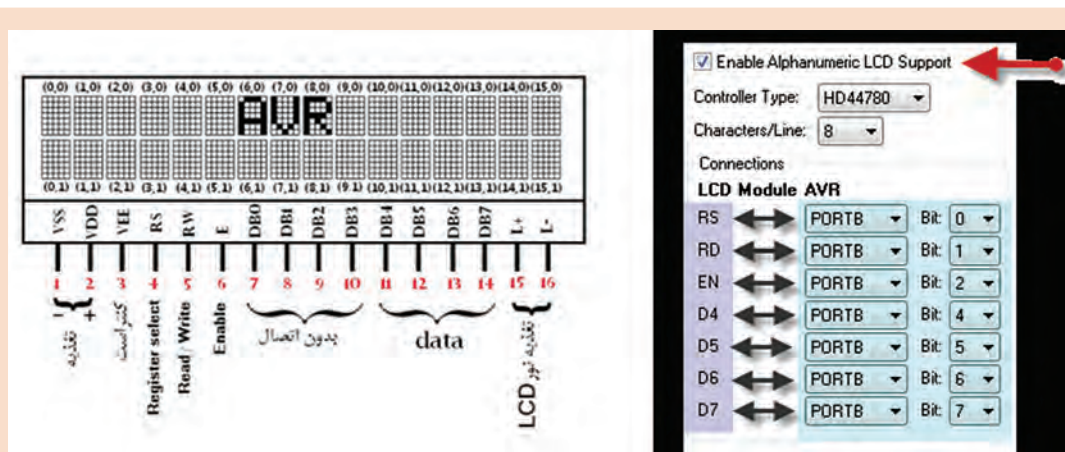 (0,0) (1,0) (2,0) (3,0) (4,0) (5,0) (6,0) (7,0) (8,0) (9,0) (10,0)(11,0)(12,0)(13,0)(14,0)(15,0)
AVR
(0,1) (1,1) (2,1) (3,1) (4,1) (5,1) (6,1) (7,1) (8,1) (9,1) (10,1)(11,1)(12,1)(13,1)(14,1)(15,1)
VSS VDD VEE RS RW E DB0 DB1 DB2 DB3 DB4 DB5 DB6 DB7 L+ L-
1 2 3 4 5 6 7 8 9 10 11 12 13 14 15 16
- +
تغذیه
کنتراست
Register select
Read / Write
Enable
بدون اتصال
data
تغذیه نور LCD
Enable Alphanumeric LCD Support
Controller Type: HD44780
Characters/Line: 8
Connections
LCD Module AVR
RS PORTB Bit: 0
RD PORTB Bit: 1
EN PORTB Bit: 2
D4 PORTB Bit: 4
D5 PORTB Bit: 5
D6 PORTB Bit: 6
D7 PORTB Bit: 7